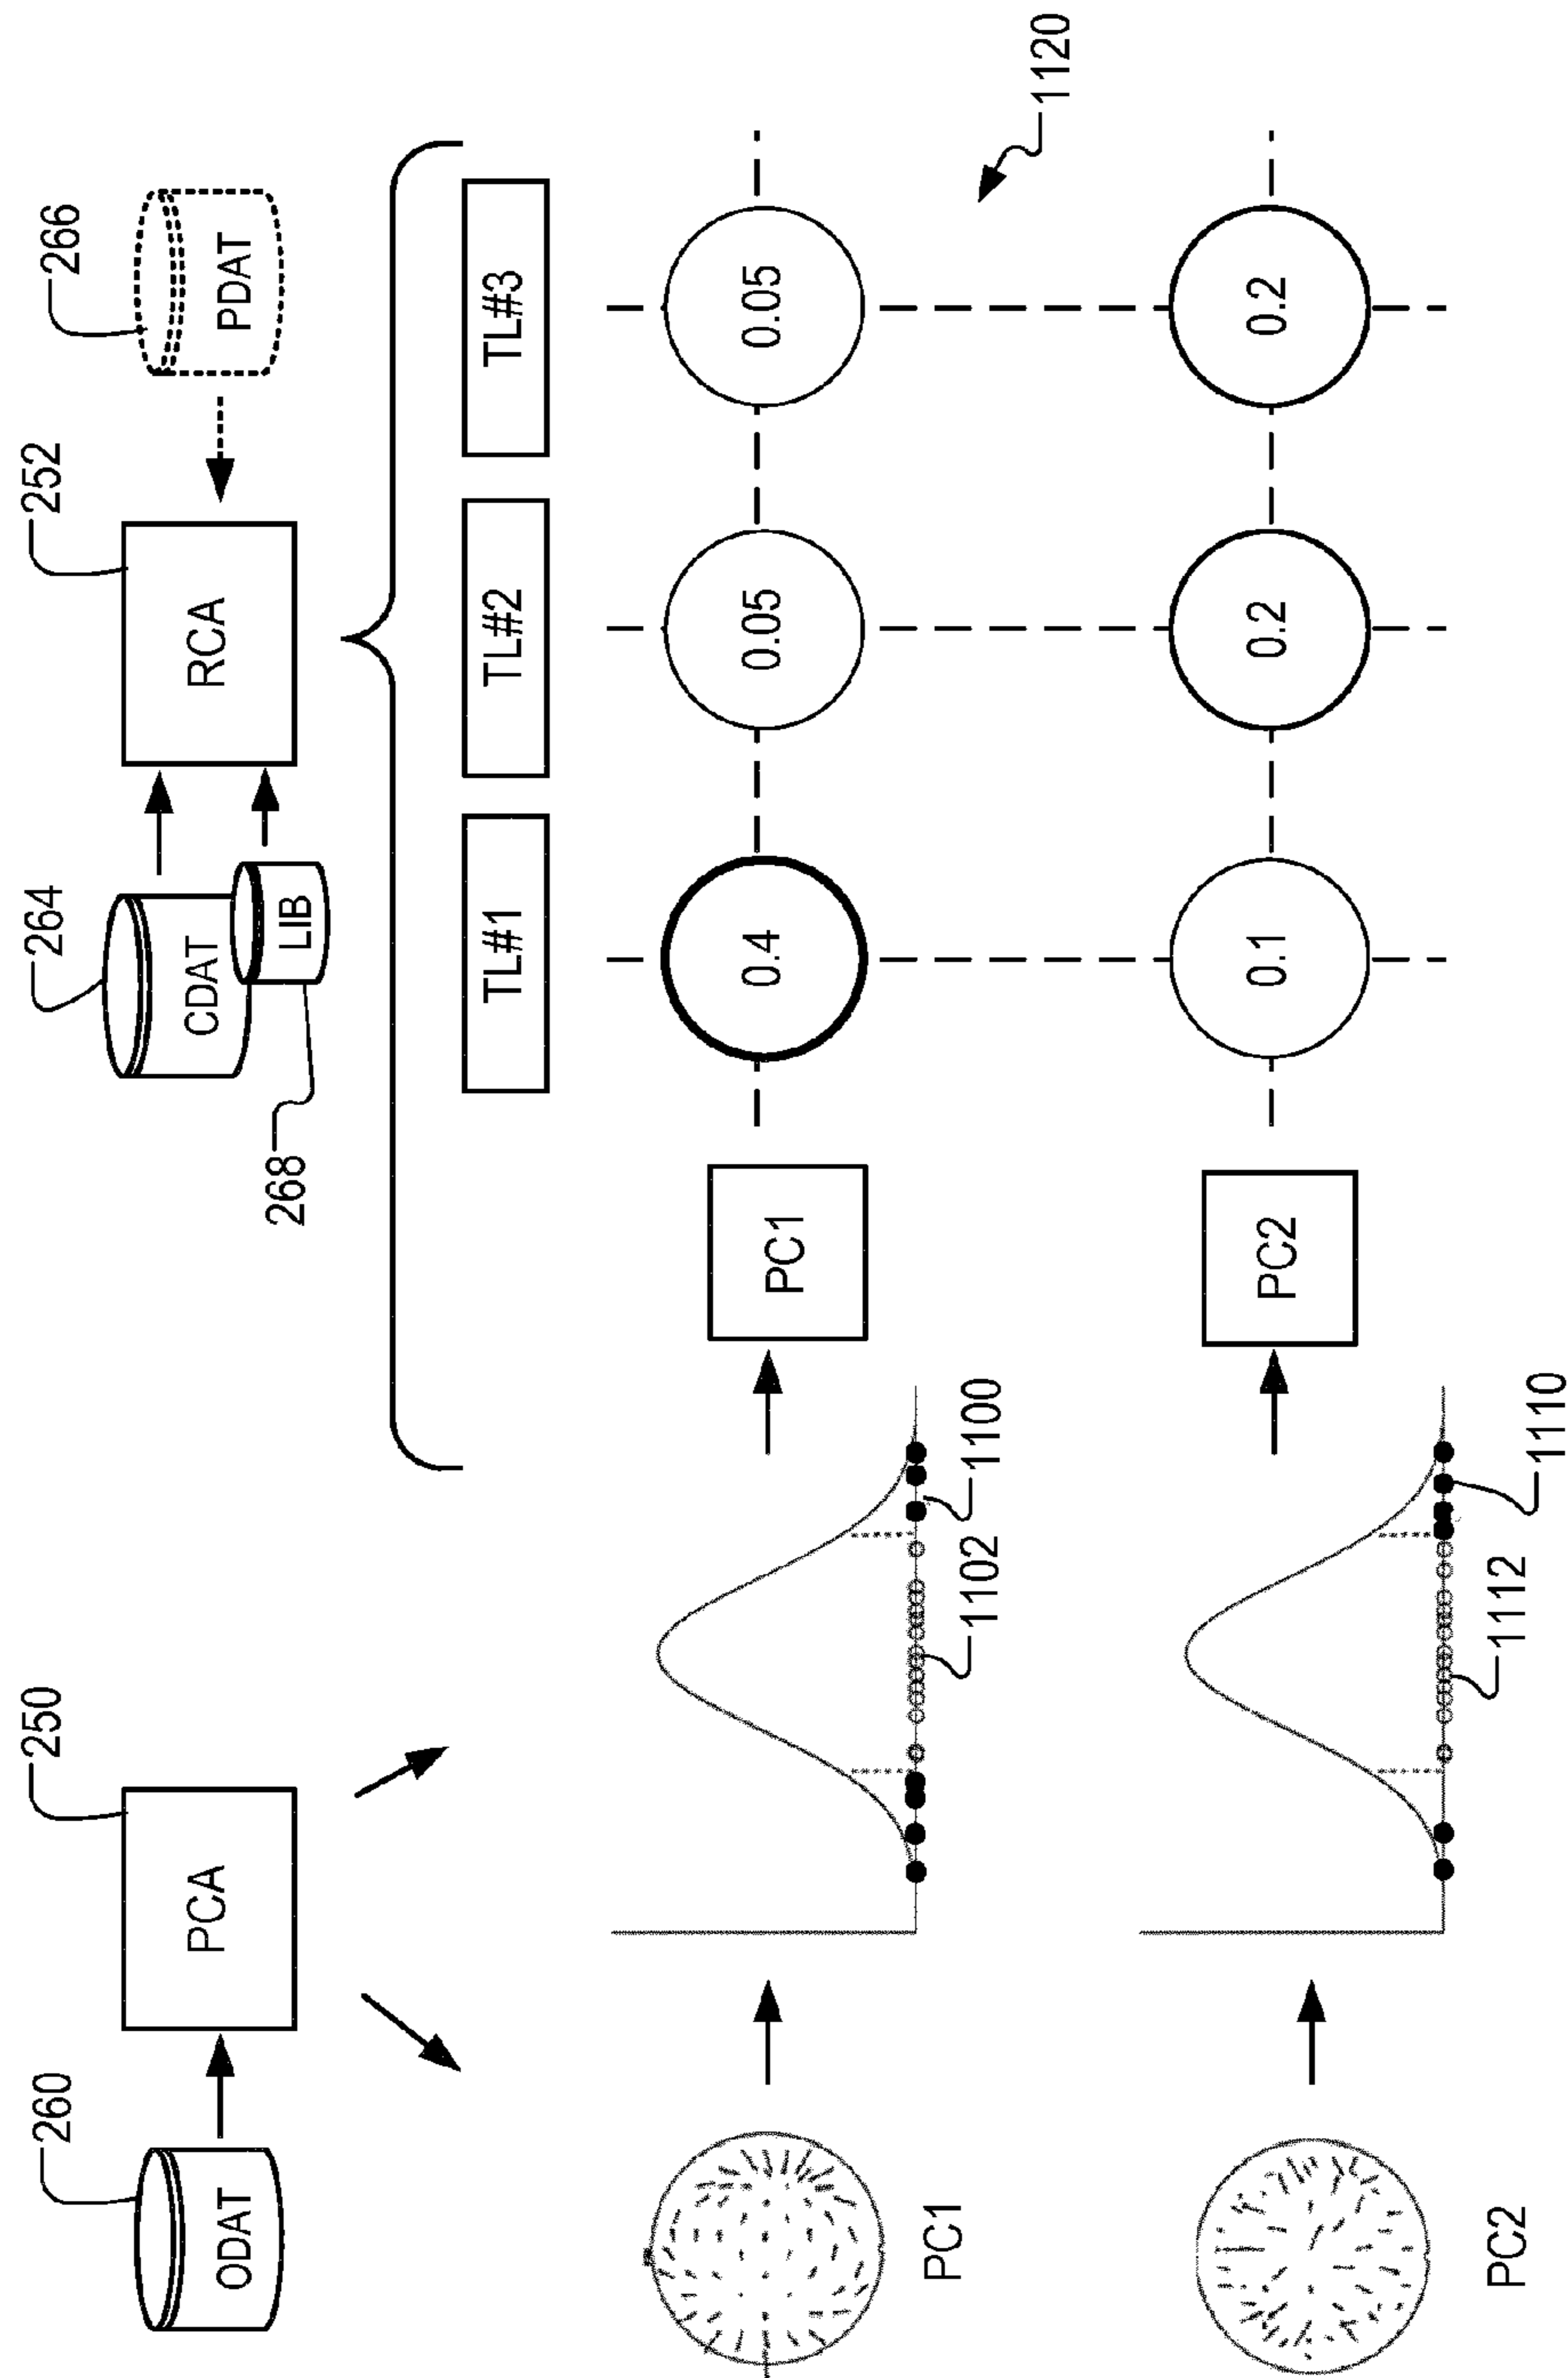 260
250
264
252
266
ODAT
PCA
CDAT
LIB
RCA
PDAT
268
TL#1
TL#2
TL#3
PC1
0.4
0.05
0.05
1102
1100
PC1
1120
PC2
0.1
0.2
0.2
1112
1110
PC2